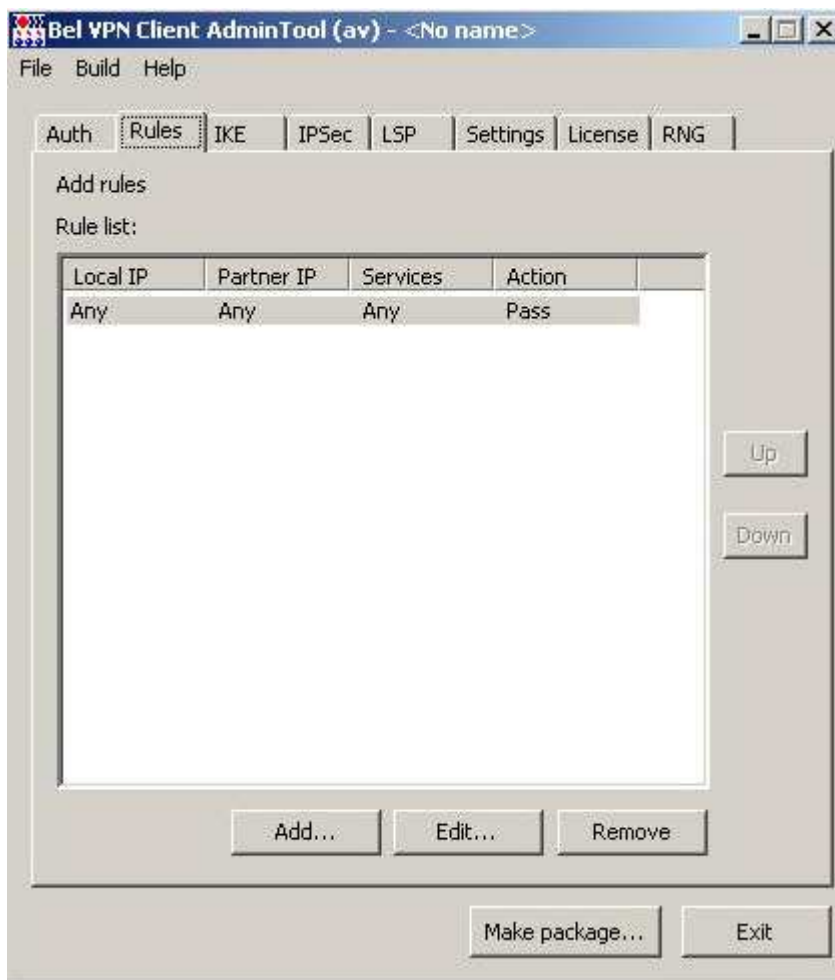 Bel VPN Client AdminTool (av) - <No name>
File Build Help
Auth Rules IKE IPSec LSP Settings License RNG
Add rules
Rule list:
Local IP Partner IP Services Action
Any Any Any Pass
Up
Down
Add... Edit... Remove
Make package... Exit